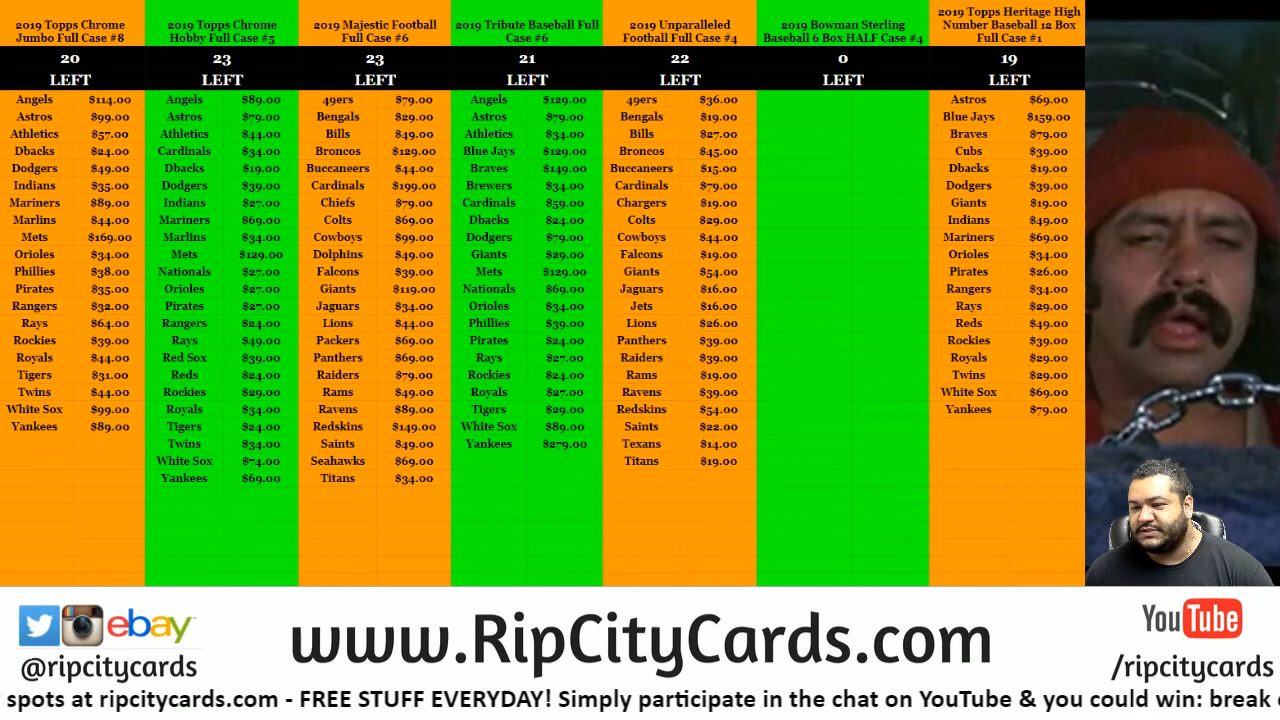 2019 Topps Chrome
Jumbo Full Case #8
20
LEFT
Angels $114.00
Astros $99.00
Athletics $57.00
Dbacks $24.00
Dodgers $49.00
Indians $35.00
Mariners $89.00
Marlins $44.00
Mets $169.00
Orioles $34.00
Phillies $38.00
Pirates $35.00
Rangers $32.00
Rays $64.00
Rockies $39.00
Royals $44.00
Tigers $31.00
Twins $44.00
White Sox $99.00
Yankees $89.00
2019 Topps Chrome
Hobby Full Case #5
23
LEFT
Angels $89.00
Astros $79.00
Athletics $44.00
Cardinals $34.00
Dbacks $19.00
Dodgers $39.00
Indians $27.00
Mariners $69.00
Marlins $34.00
Mets $129.00
Nationals $27.00
Orioles $27.00
Pirates $27.00
Rangers $24.00
Rays $49.00
Red Sox $39.00
Reds $24.00
Rockies $29.00
Royals $34.00
Tigers $24.00
Twins $34.00
White Sox $74.00
Yankees $69.00
2019 Majestic Football
Full Case #6
23
LEFT
49ers $79.00
Bengals $29.00
Bills $49.00
Broncos $129.00
Buccaneers $44.00
Cardinals $199.00
Chiefs $79.00
Colts $69.00
Cowboys $99.00
Dolphins $49.00
Falcons $39.00
Giants $119.00
Jaguars $34.00
Lions $44.00
Packers $69.00
Panthers $69.00
Raiders $79.00
Rams $49.00
Ravens $89.00
Redskins $149.00
Saints $49.00
Seahawks $69.00
Titans $34.00
2019 Tribute Baseball Full
Case #6
21
LEFT
Angels $129.00
Astros $79.00
Athletics $34.00
Blue Jays $129.00
Braves $149.00
Brewers $34.00
Cardinals $59.00
Dbacks $24.00
Dodgers $79.00
Giants $29.00
Mets $129.00
Nationals $69.00
Orioles $34.00
Phillies $39.00
Pirates $24.00
Rays $27.00
Rockies $24.00
Royals $27.00
Tigers $29.00
White Sox $89.00
Yankees $279.00
2019 Unparalleled
Football Full Case #4
22
LEFT
49ers $36.00
Bengals $19.00
Bills $27.00
Broncos $45.00
Buccaneers $15.00
Cardinals $79.00
Chargers $19.00
Colts $29.00
Cowboys $44.00
Falcons $19.00
Giants $54.00
Jaguars $16.00
Jets $16.00
Lions $26.00
Panthers $39.00
Raiders $39.00
Rams $19.00
Ravens $39.00
Redskins $54.00
Saints $22.00
Texans $14.00
Titans $19.00
2019 Bowman Sterling
Baseball 6 Box HALF Case #4
0
LEFT
2019 Topps Heritage High
Number Baseball 12 Box
Full Case #1
19
LEFT
Astros $69.00
Blue Jays $159.00
Braves $79.00
Cubs $39.00
Dbacks $19.00
Dodgers $39.00
Giants $19.00
Indians $49.00
Mariners $69.00
Orioles $34.00
Pirates $26.00
Rangers $34.00
Rays $29.00
Reds $49.00
Rockies $39.00
Royals $29.00
Twins $29.00
White Sox $69.00
Yankees $79.00
ebay
@ripcitycards
www.RipCityCards.com
YouTube
/ripcitycards
spots at ripcitycards.com - FREE STUFF EVERYDAY! Simply participate in the chat on YouTube & you could win: break